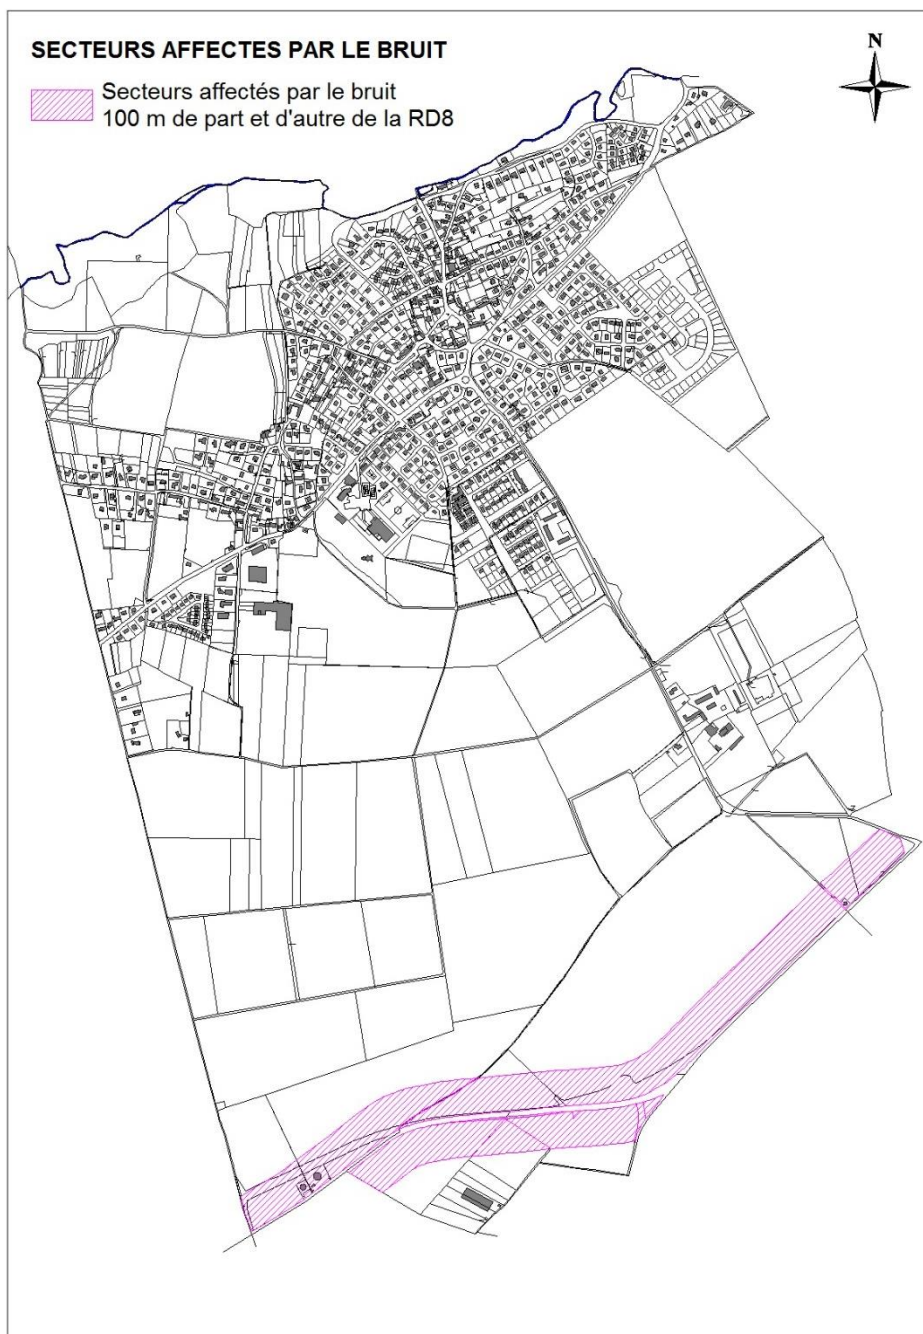 SECTEURS AFFECTES PAR LE BRUIT
N
Secteurs affectés par le bruit
100 m de part et d'autre de la RD8